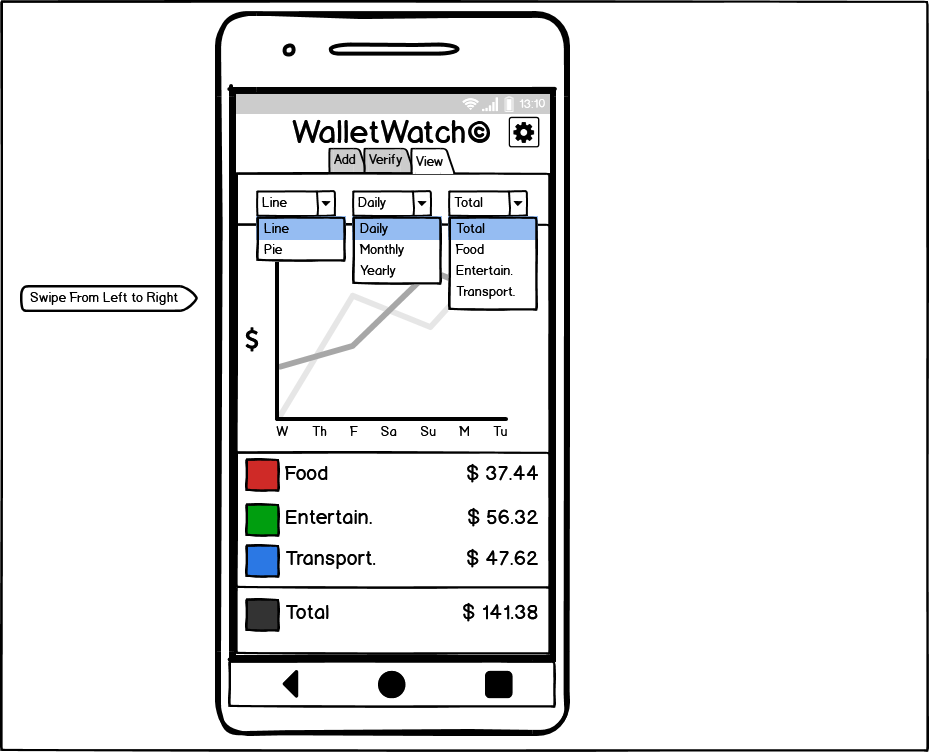 13:10
WalletWatch©
Add Verify View
Line Daily Total
Line Daily Total
Pie Monthly Food
Yearly Entertain.
Transport.
Swipe From Left to Right
$
W Th F Sa Su M Tu
Food $ 37.44
Entertain. $ 56.32
Transport. $ 47.62
Total $ 141.38